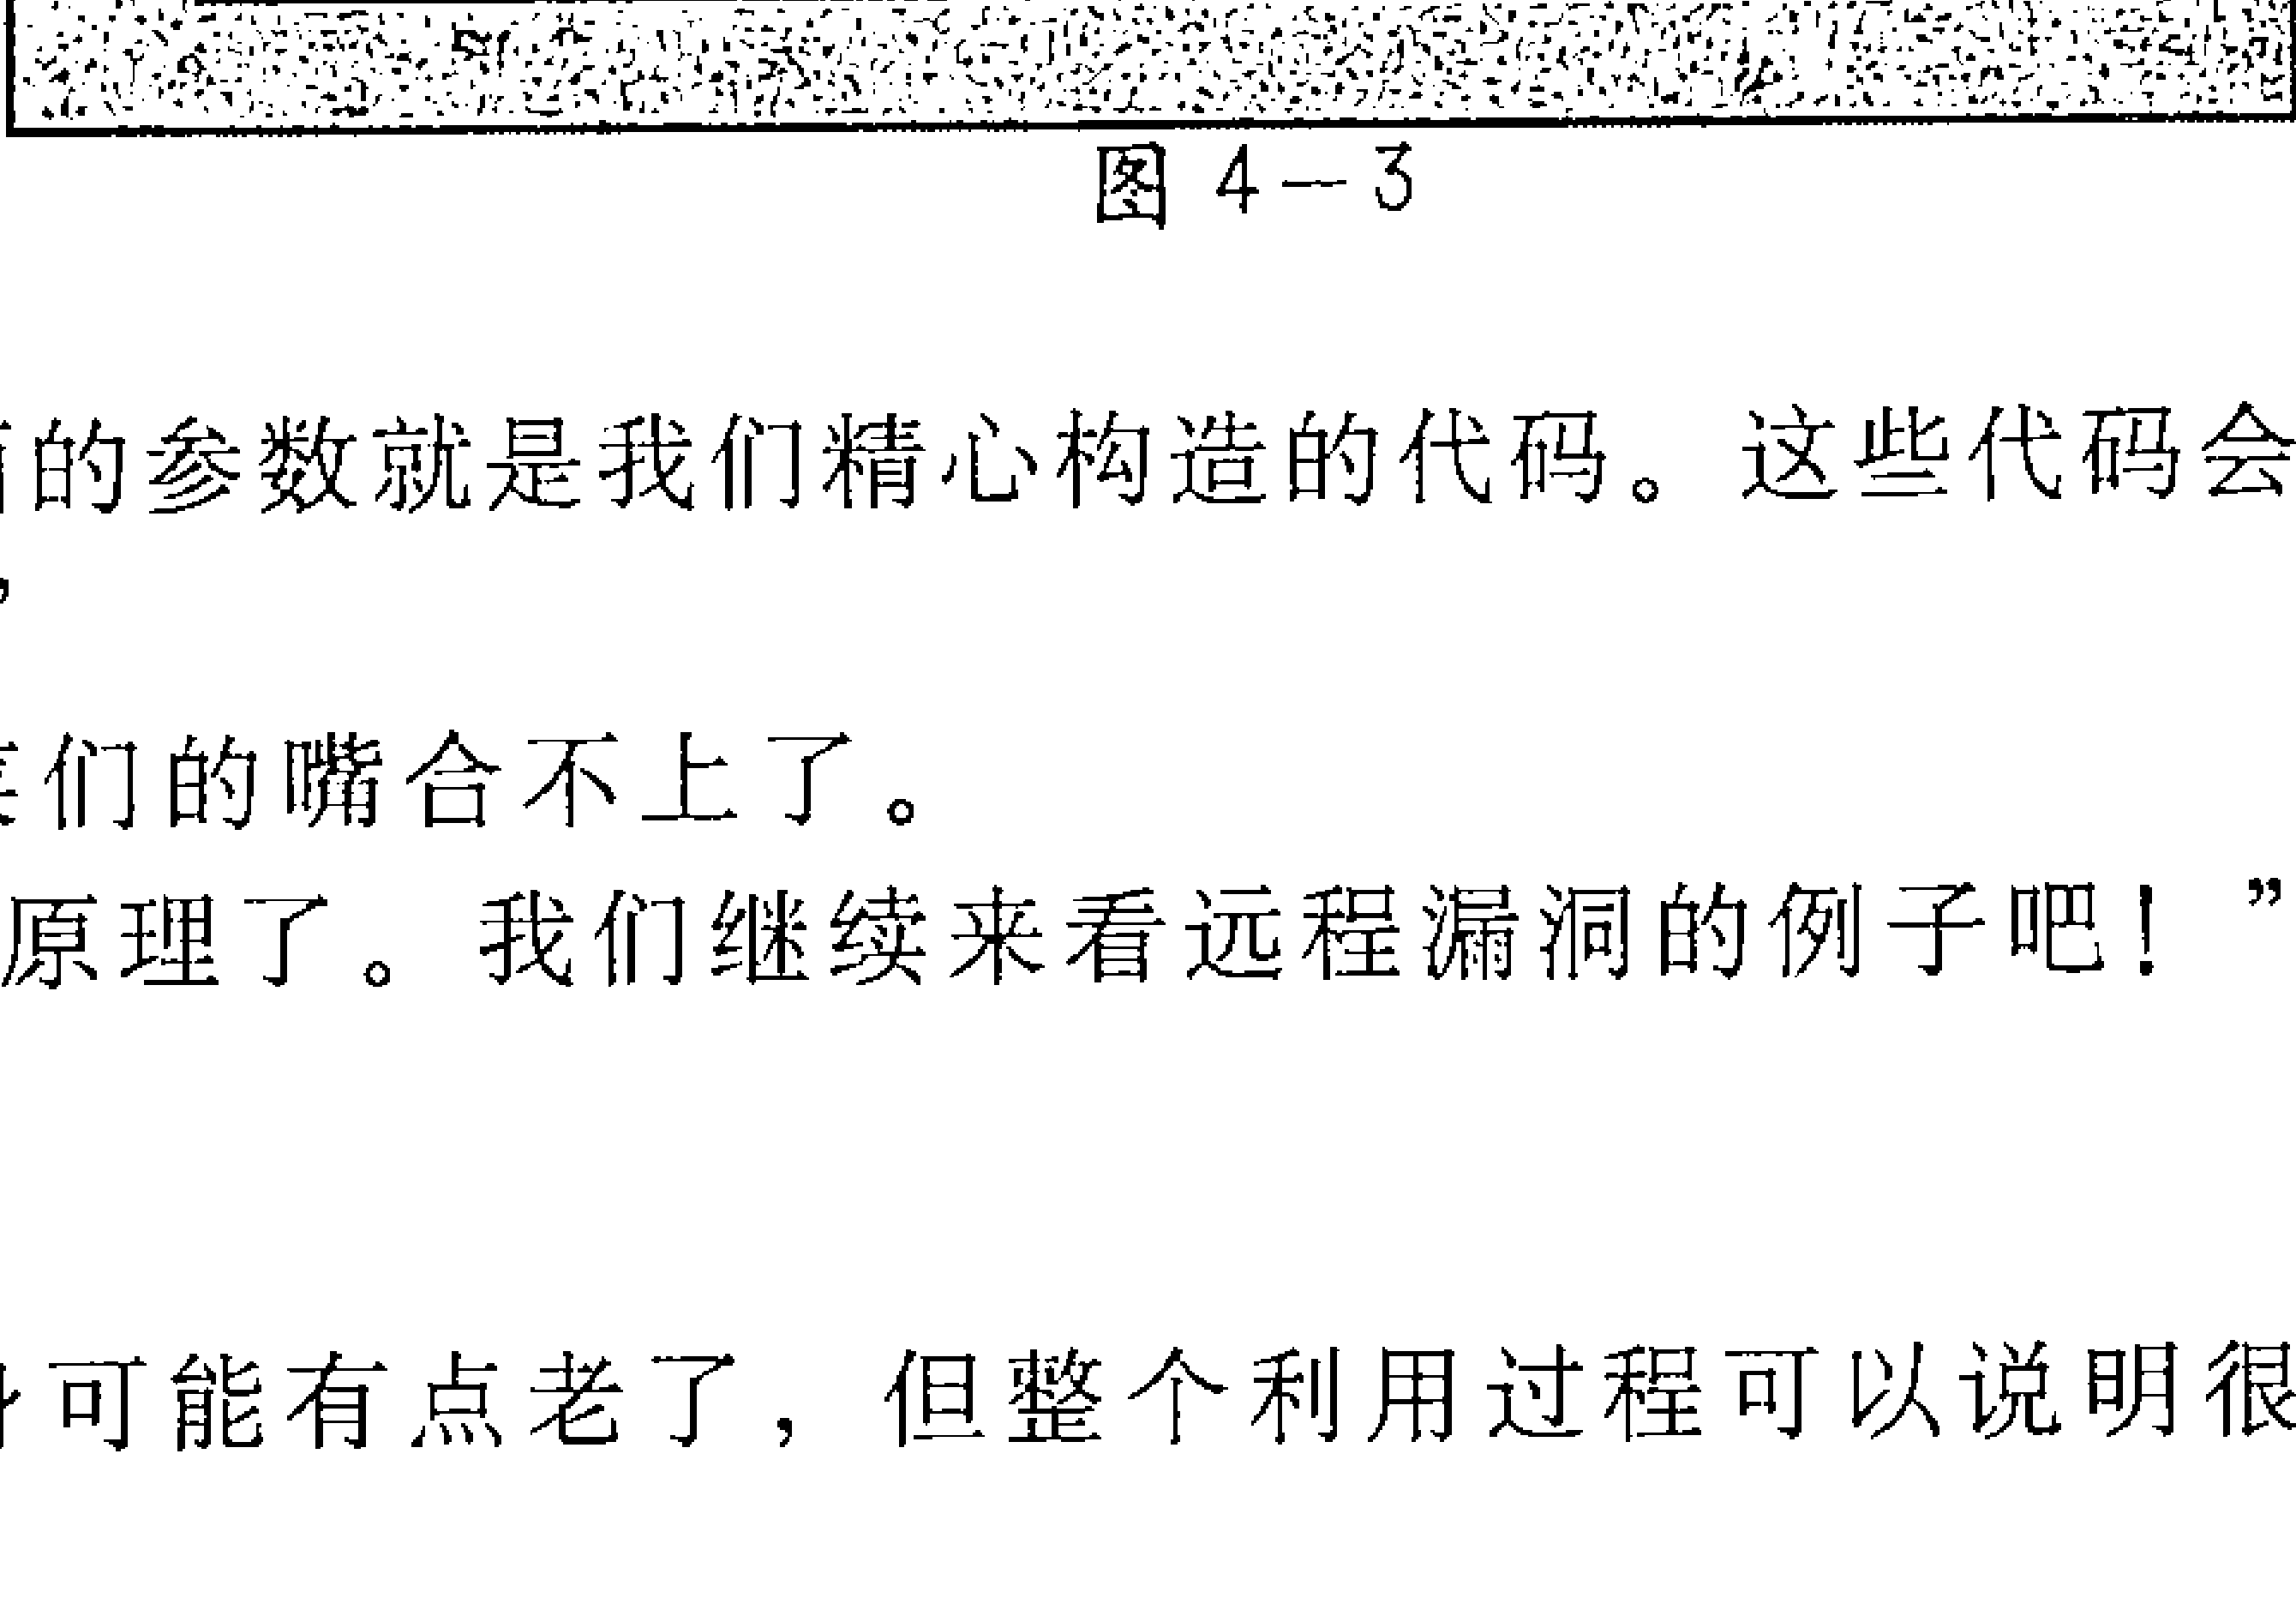 图 4-3
的参数就是我们精心构造的代码。这些代码会
”
们的嘴合不上了。
原理了。我们继续来看远程漏洞的例子吧！”
可能有点老了，但整个利用过程可以说明很